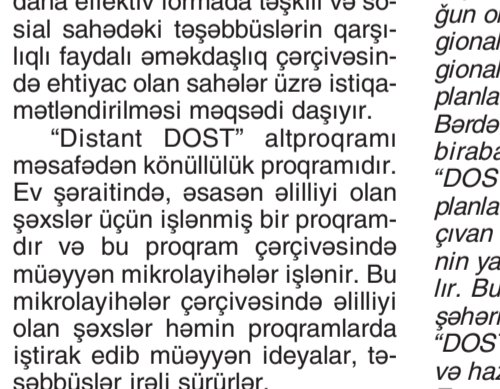 daha effektiv formada təşkili və so-
sial sahədəki təşəbbüslərin qarşı-
lıqlı faydalı əməkdaşlıq çərçivəsin-
də ehtiyac olan sahələr üzrə istiqa-
mətləndirilməsi məqsədi daşıyır.
“Distant DOST” altproqramı
məsafədən könüllülük proqramıdır.
Ev şəraitində, əsasən əlilliyi olan
şəxslər üçün işlənmiş bir proqram-
dır və bu proqram çərçivəsində
müəyyən mikrolayihələr işlənir. Bu
mikrolayihələr çərçivəsində əlilliyi
olan şəxslər həmin proqramlarda
iştirak edib müəyyən ideyalar, tə-
şəbbüslər irəli sürürlər.
ğun
gional
gional
planla
Bərdə
biraba
“DOS
planla
çıvan
nin ya
lır. Bu
şəhəri
“DOS
və haz